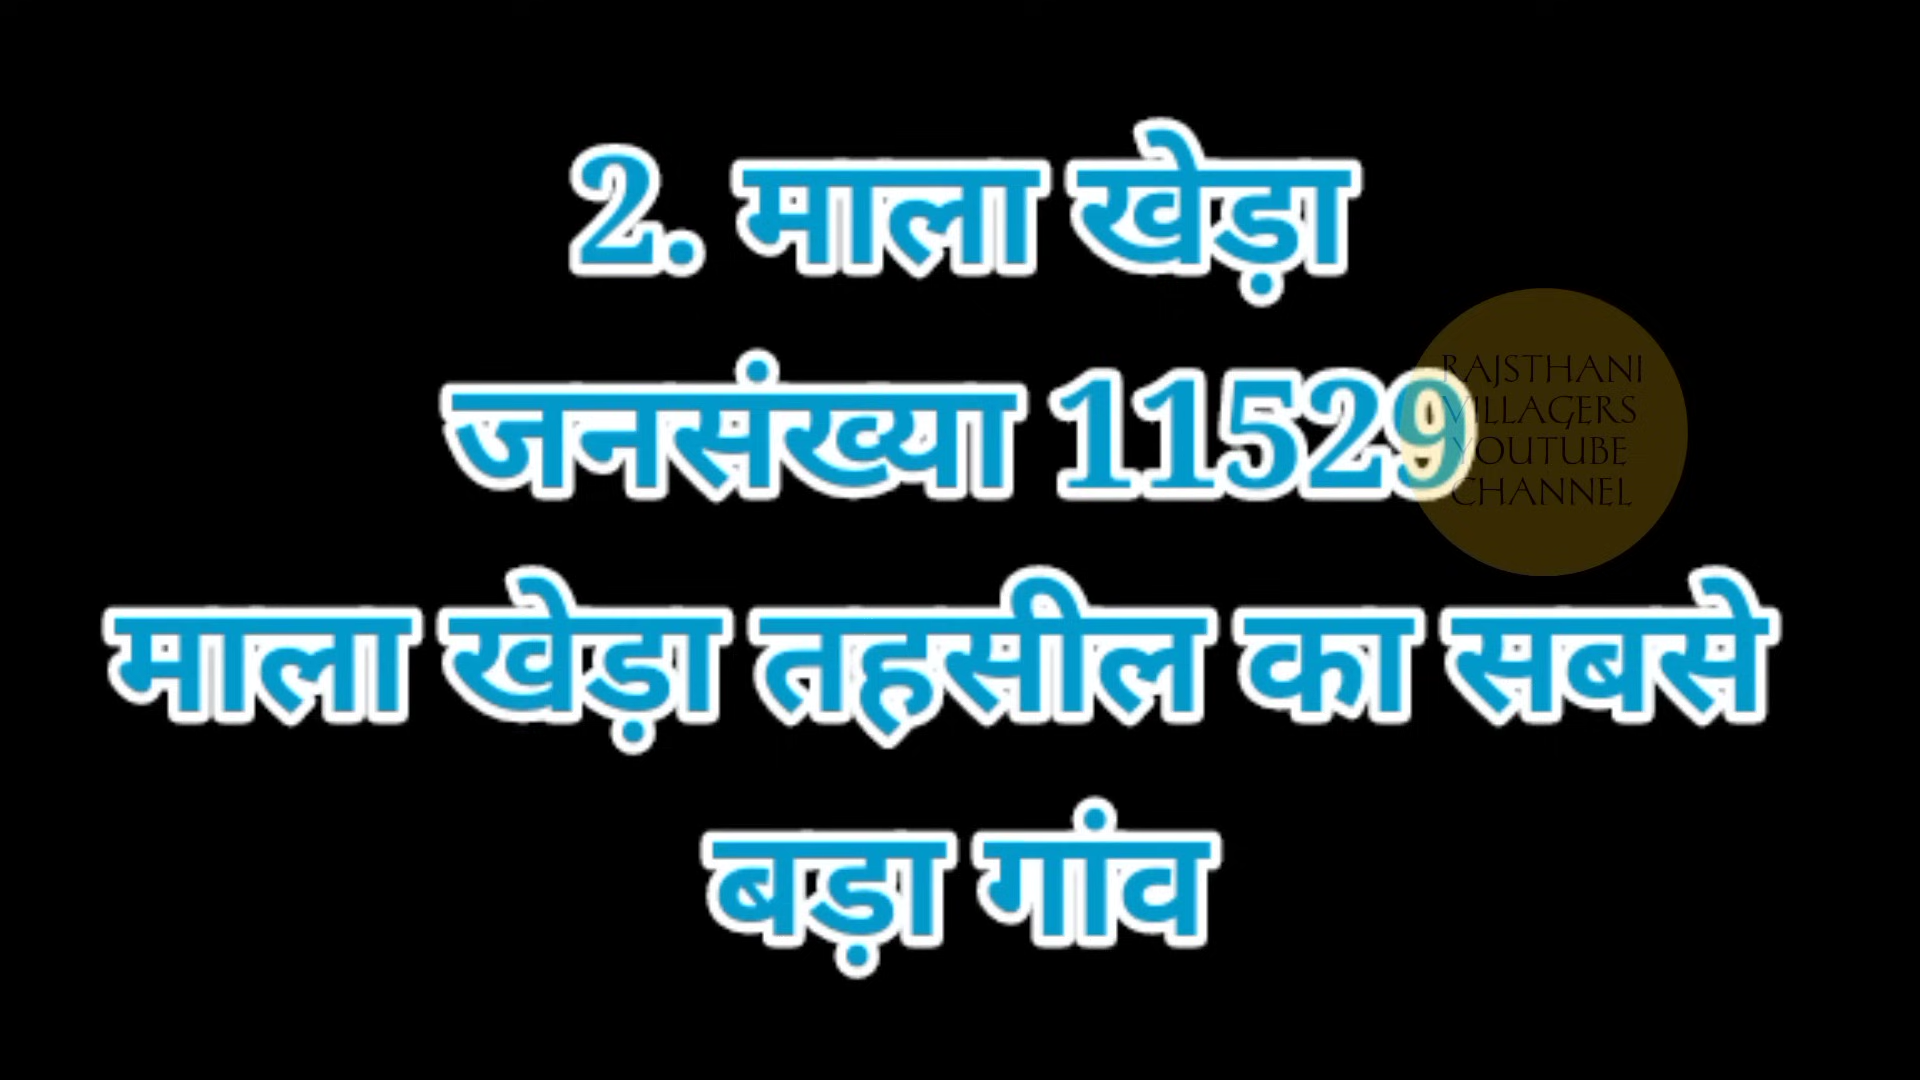 2. माला खेड़ा
जनसंख्या 11529
माला खेड़ा तहसील का सबसे
बड़ा गांव
RAJSTHANI
VILLAGERS
YOUTUBE
CHANNEL